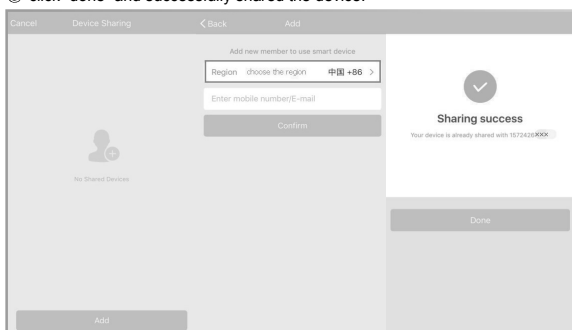 click "done" and successfully shared the device.
Cancel Device Sharing
No Shared Devices
Add
Back Add
Add new member to use smart device
Region choose the region 中国 +86
Enter mobile number/E-mail
Confirm
Sharing success
Your device is already shared with 1572426×××
Done